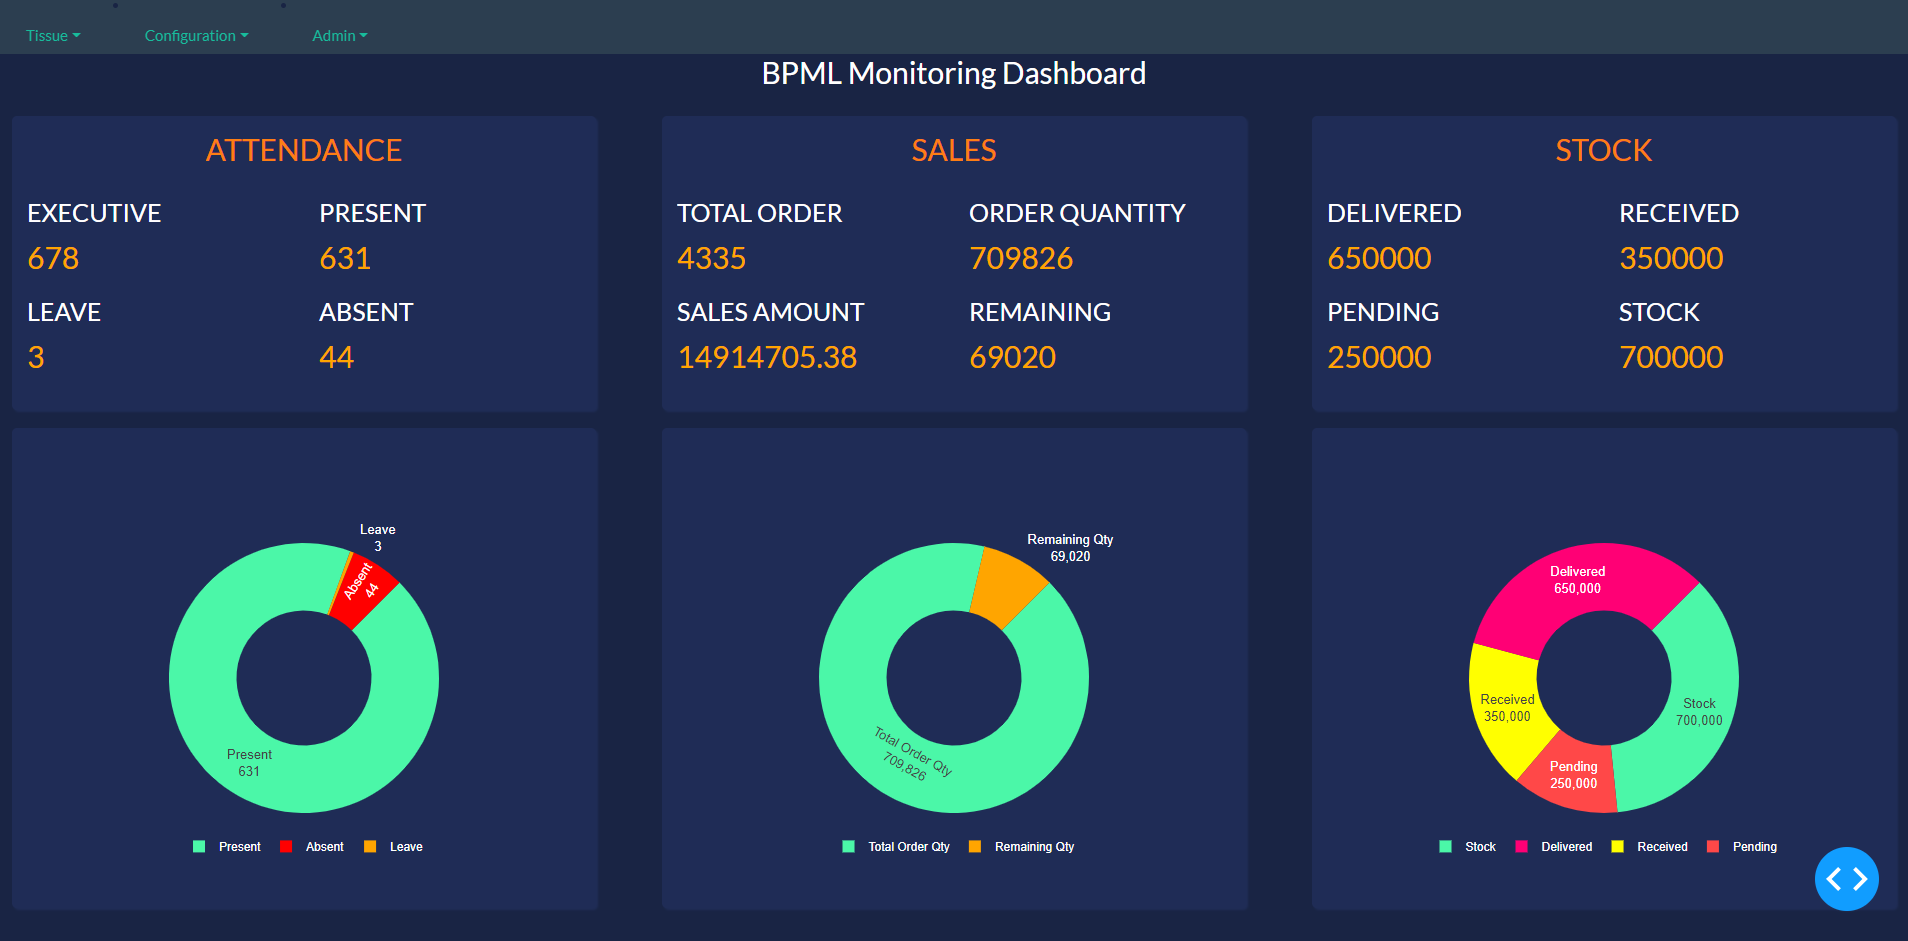 Tissue Configuration Admin
BPML Monitoring Dashboard
ATTENDANCE
EXECUTIVE PRESENT
678 631
LEAVE ABSENT
3 44
SALES
TOTAL ORDER ORDER QUANTITY
4335 709826
SALES AMOUNT REMAINING
14914705.38 69020
STOCK
DELIVERED RECEIVED
650000 350000
PENDING STOCK
250000 700000
Leave
3
Absent
44
Present
631
Present Absent Leave
Remaining Qty
69,020
Total Order Qty
709,826
Total Order Qty Remaining Qty
Delivered
650,000
Received
350,000
Stock
700,000
Pending
250,000
Stock Delivered Received Pending